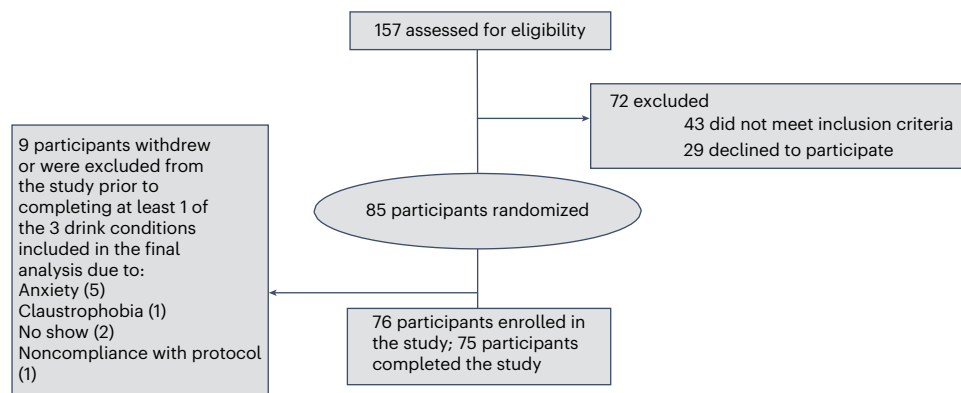 157 assessed for eligibility
72 excluded
43 did not meet inclusion criteria
29 declined to participate
9 participants withdrew
or were excluded from
the study prior to
completing at least 1 of
the 3 drink conditions
included in the final
analysis due to:
Anxiety (5)
Claustrophobia (1)
No show (2)
Noncompliance with protocol
(1)
85 participants randomized
76 participants enrolled in
the study; 75 participants
completed the study